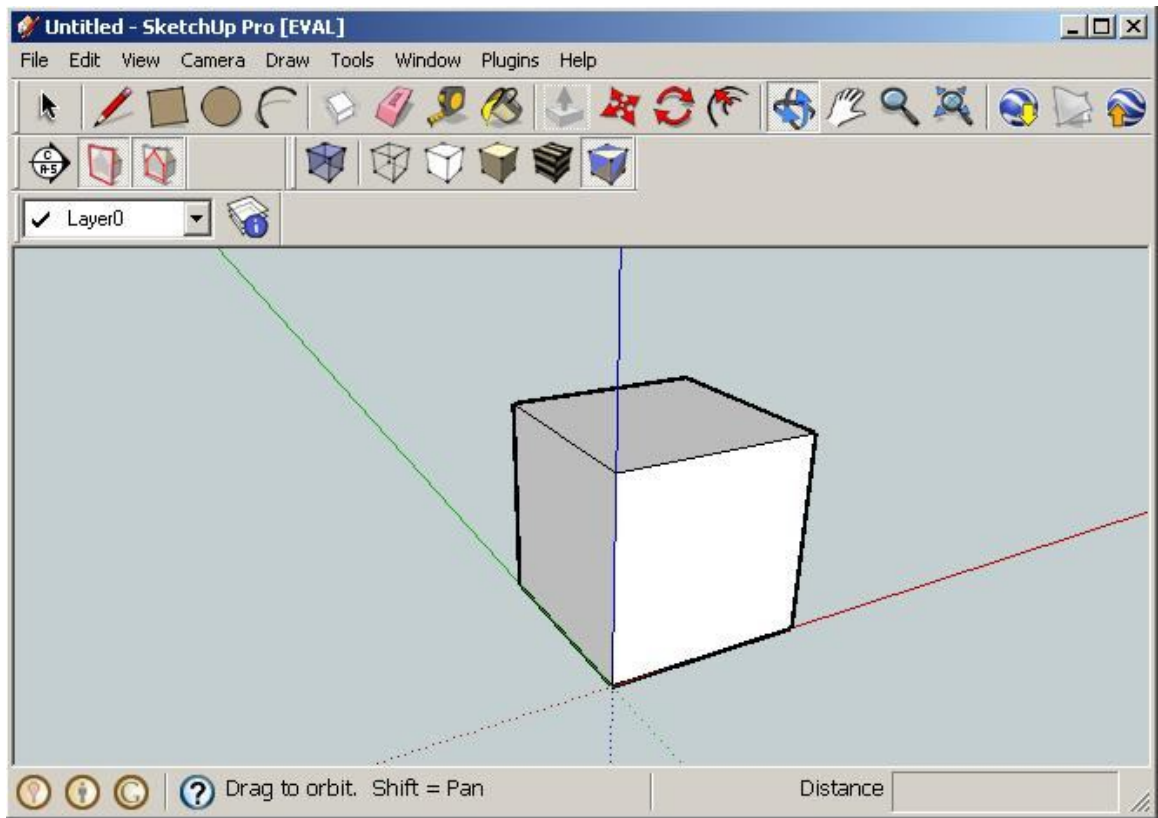 Untitled - SketchUp Pro [EVAL]
File Edit View Camera Draw Tools Window Plugins Help
C
A-5
Layer0
Drag to orbit. Shift = Pan
Distance